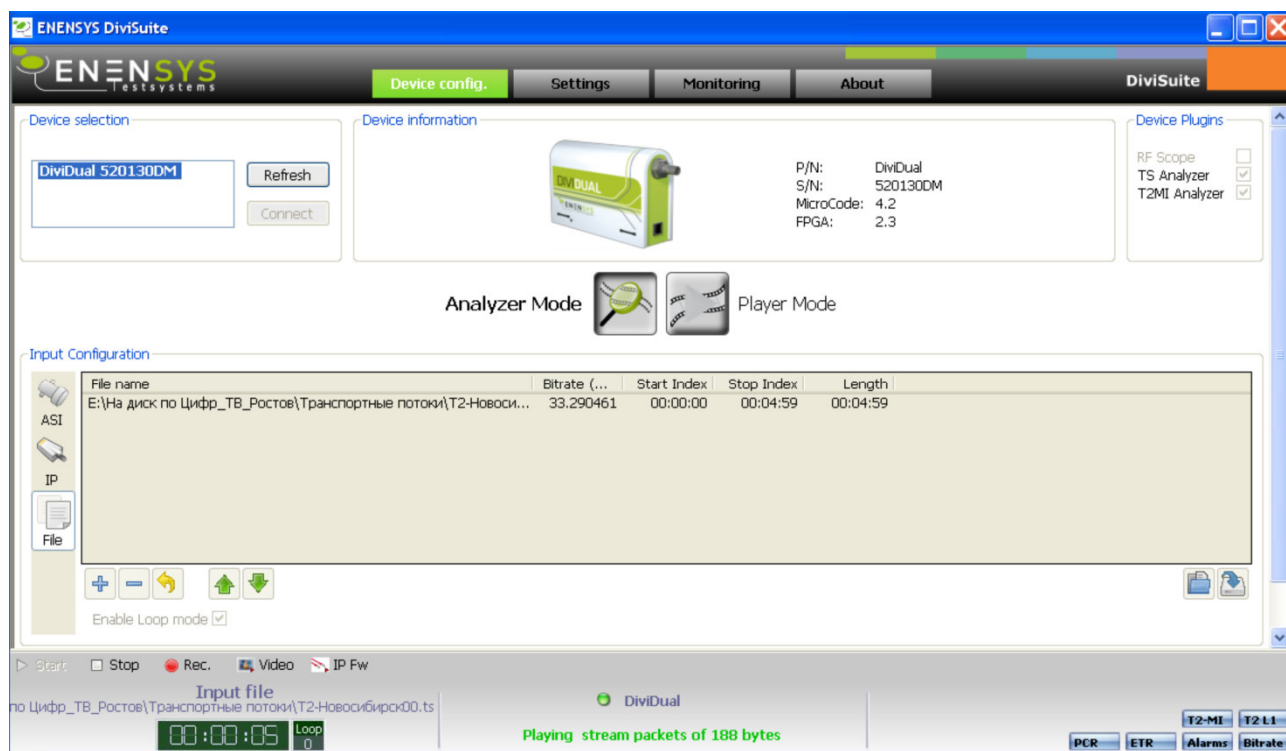 ENENSYS DiviSuite
ENENSYS
Testsystems
Device config. Settings Monitoring About DiviSuite
Device selection
DiviDual 520130DM
Refresh
Connect
Device information
DIVIDUAL
ENENSYS
P/N: DiviDual
S/N: 520130DM
MicroCode: 4.2
FPGA: 2.3
Device Plugins
RF Scope
TS Analyzer
T2MI Analyzer
Analyzer Mode Player Mode
Input Configuration
ASI
IP
File
File name Bitrate (... Start Index Stop Index Length
E:\На диск по Цифр_ТВ_Ростов\Транспортные потоки\Т2-Новоси... 33.290461 00:00:00 00:04:59 00:04:59
Enable Loop mode
Start Stop Rec. Video IP Fw
Input file
по Цифр_ТВ_Ростов\Транспортные потоки\Т2-Новосибирск00.ts
00:00:05 Loop
0
DiviDual
Playing stream packets of 188 bytes
T2-MI T2-L1
PCR ETR Alarms Bitrate